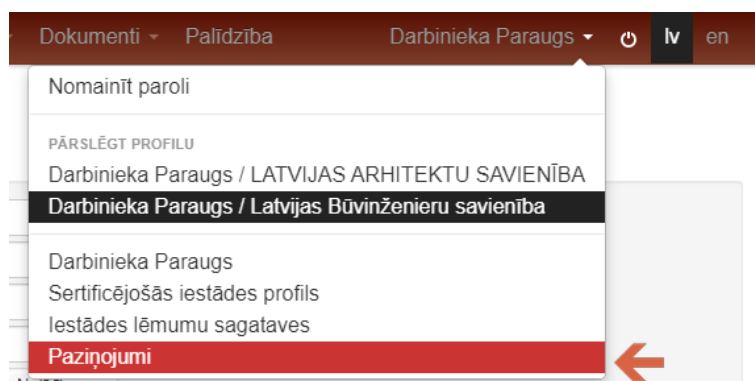 Dokumenti Palīdzība Darbinieka Paraugs lv en
Nomainīt paroli
PĀRSLĒGT PROFILU
Darbinieka Paraugs / LATVIJAS ARHITEKTU SAVIENĪBA
Darbinieka Paraugs / Latvijas Būvinženieru savienība
Darbinieka Paraugs
Sertificējošās iestādes profils
Iestādes lēmumu sagataves
Paziņojumi